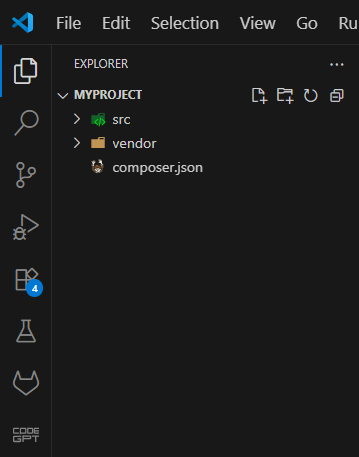 File Edit Selection View Go Ru
EXPLORER
MYPROJECT
src
vendor
composer.json
4
CODE
GPT